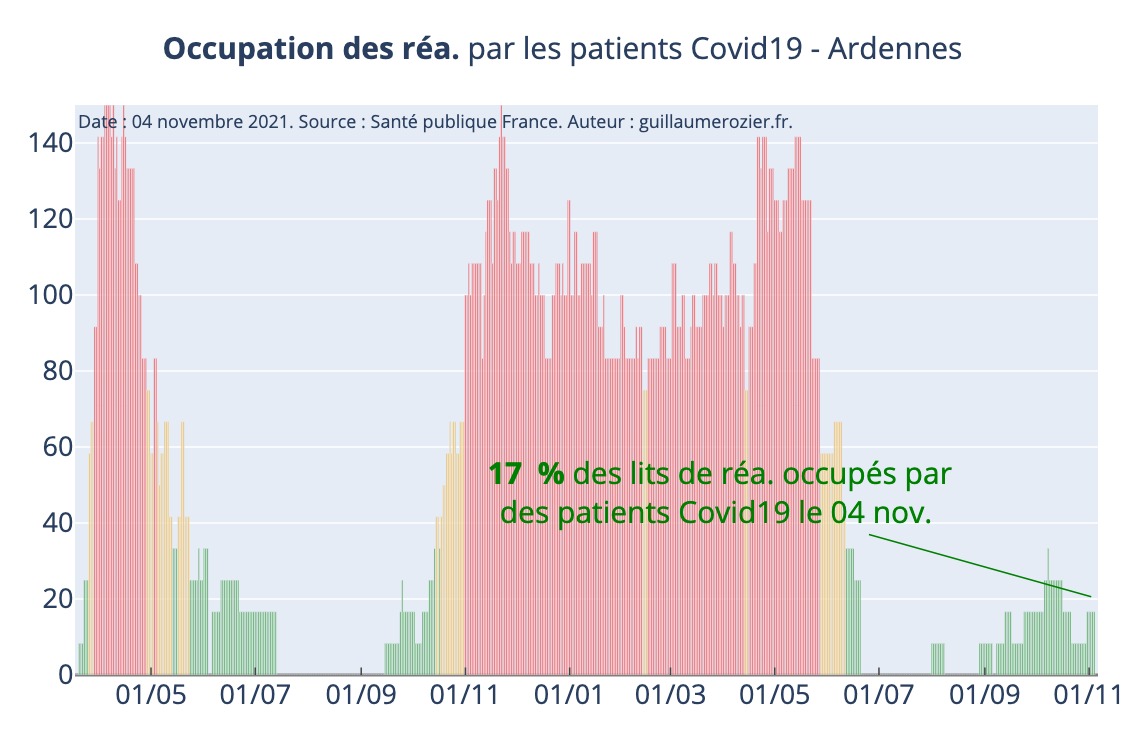 Occupation des réa. par les patients Covid19 - Ardennes
Date : 04 novembre 2021. Source : Santé publique France. Auteur : guillaumerozier.fr.
140
120
100
80
60
40
20
0
17 % des lits de réa. occupés par
des patients Covid19 le 04 nov.
01/05 01/07 01/09 01/11 01/01 01/03 01/05 01/07 01/09 01/11